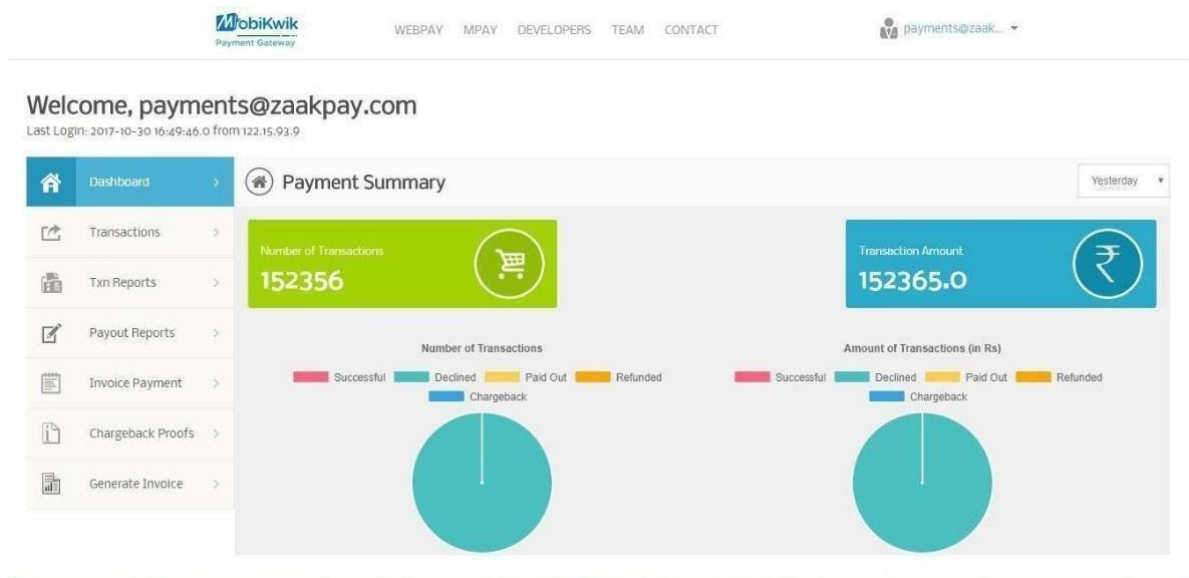 MobiKwik
Payment Gateway
WEBPAY MPAY DEVELOPERS TEAM CONTACT
payments@zaak...
Welcome, payments@zaakpay.com
Last Login: 2017-10-30 16:49:46.0 from 122.15.93.9
Dashboard
Transactions
Txn Reports
Payout Reports
Invoice Payment
Chargeback Proofs
Generate Invoice
Payment Summary
Yesterday
Number of Transactions
152356
Transaction Amount
152365.0
Number of Transactions
Successful Declined Paid Out Refunded
Chargeback
Amount of Transactions (in Rs)
Successful Declined Paid Out Refunded
Chargeback